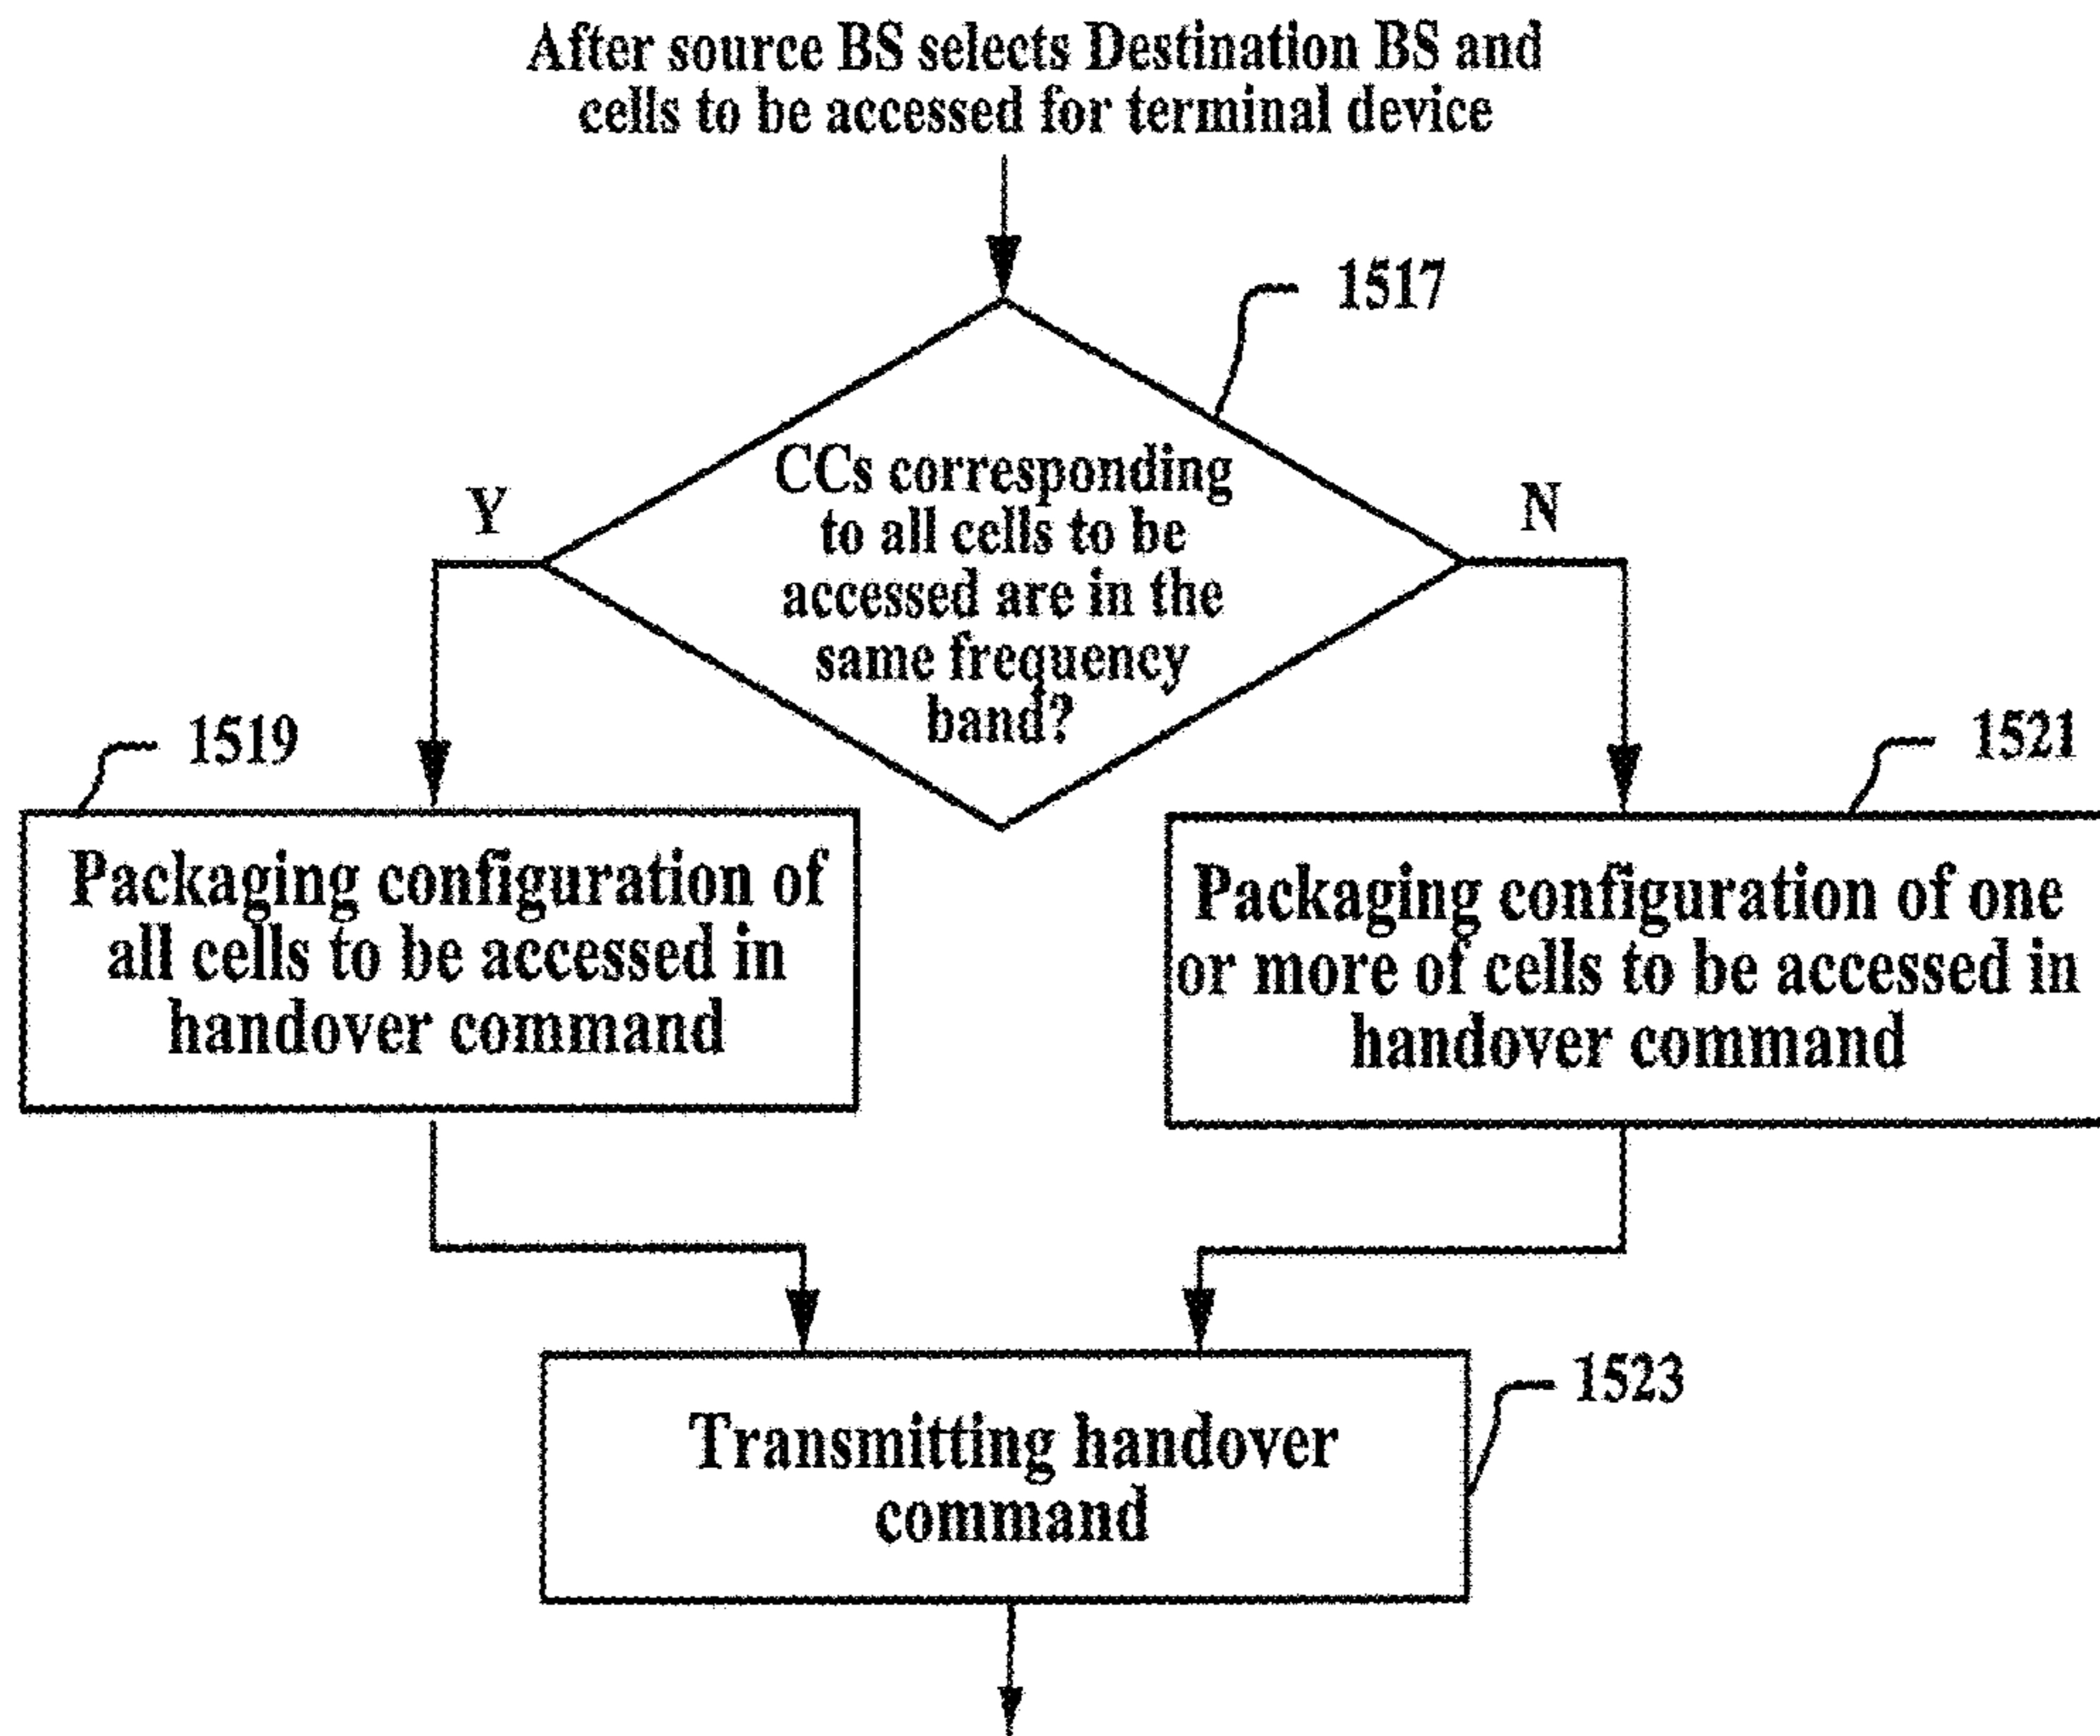 After source BS selects Destination BS and
cells to be accessed for terminal device
1517
CCs corresponding
to all cells to be
accessed are in the
same frequency
band?
Y
N
1519
1521
Packaging configuration of
all cells to be accessed in
handover command
Packaging configuration of one
or more of cells to be accessed in
handover command
1523
Transmitting handover
command